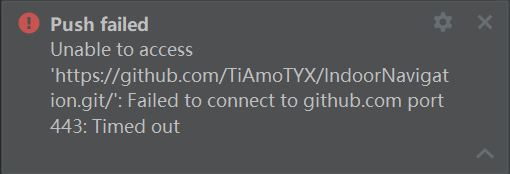 Push failed
Unable to access
'https://github.com/TiAmoTYX/IndoorNavigat
ion.git/': Failed to connect to github.com port
443: Timed out